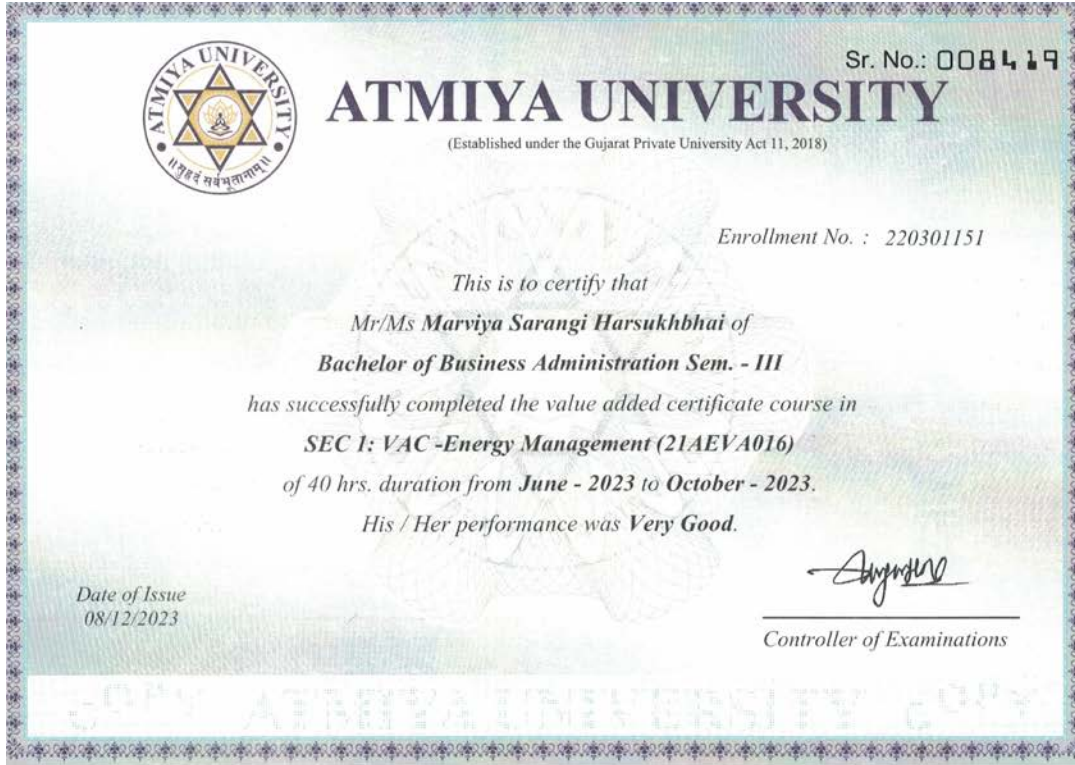 Sr. No.: 008419
ATMIYA UNIVERSITY
॥सुहृदं सर्वभूतानाम्॥
ATMIYA UNIVERSITY
(Established under the Gujarat Private University Act 11, 2018)
Enrollment No. : 220301151
This is to certify that
Mr/Ms Marviya Sarangi Harsukhbhai of
Bachelor of Business Administration Sem. - III
has successfully completed the value added certificate course in
SEC 1: VAC -Energy Management (21AEVA016)
of 40 hrs. duration from June - 2023 to October - 2023.
His / Her performance was Very Good.
Date of Issue
08/12/2023
Controller of Examinations
ATMIYA UNIVERSITY